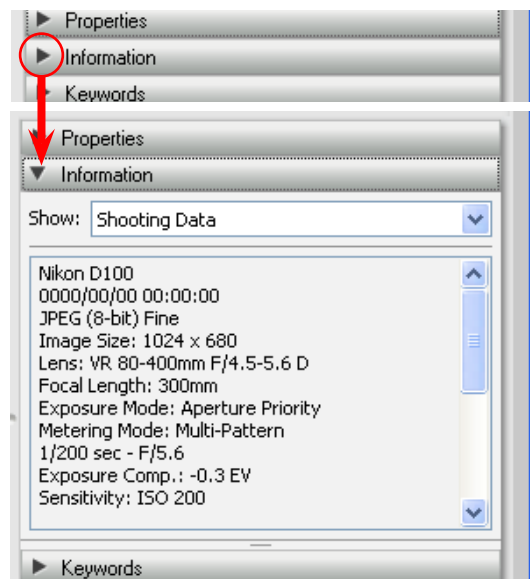 Properties
Information
Keywords
Properties
Information
Show: Shooting Data
Nikon D100
0000/00/00 00:00:00
JPEG (8-bit) Fine
Image Size: 1024 x 680
Lens: VR 80-400mm F/4.5-5.6 D
Focal Length: 300mm
Exposure Mode: Aperture Priority
Metering Mode: Multi-Pattern
1/200 sec - F/5.6
Exposure Comp.: -0.3 EV
Sensitivity: ISO 200
Keywords